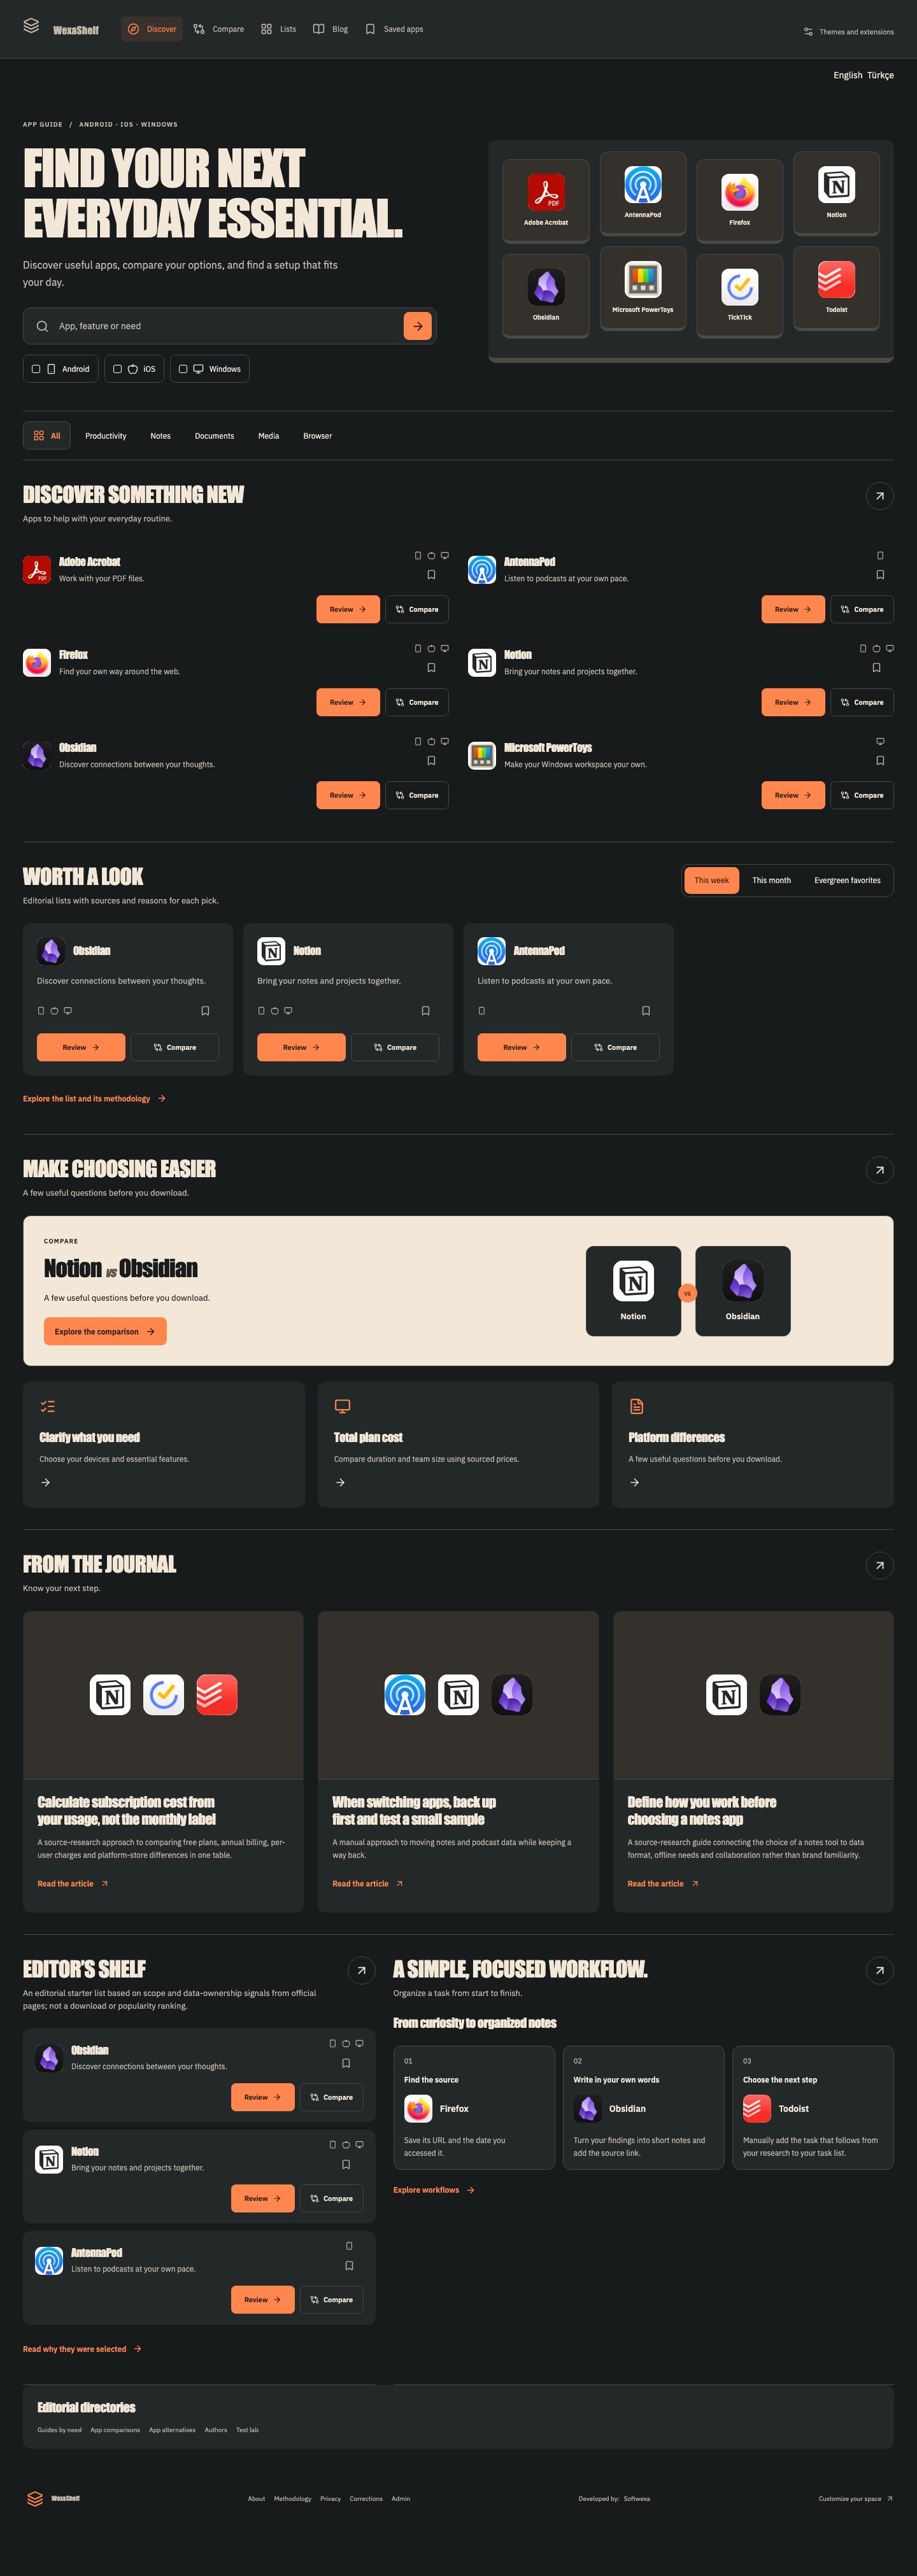 WexaShelf
Discover
Compare
Lists
Blog
Saved apps
Themes and extensions
English Türkçe
APP GUIDE / ANDROID · IOS · WINDOWS
FIND YOUR NEXT
EVERYDAY ESSENTIAL.
Discover useful apps, compare your options, and find a setup that fits
your day.
App, feature or need
Android
iOS
Windows
PDF
Adobe Acrobat
AntennaPod
Firefox
Notion
Obsidian
Microsoft PowerToys
TickTick
Todoist
All
Productivity
Notes
Documents
Media
Browser
DISCOVER SOMETHING NEW
Apps to help with your everyday routine.
PDF
Adobe Acrobat
Work with your PDF files.
Review
Compare
AntennaPod
Listen to podcasts at your own pace.
Review
Compare
Firefox
Find your own way around the web.
Review
Compare
Notion
Bring your notes and projects together.
Review
Compare
Obsidian
Discover connections between your thoughts.
Review
Compare
Microsoft PowerToys
Make your Windows workspace your own.
Review
Compare
WORTH A LOOK
Editorial lists with sources and reasons for each pick.
This week
This month
Evergreen favorites
Obsidian
Discover connections between your thoughts.
Review
Compare
Notion
Bring your notes and projects together.
Review
Compare
AntennaPod
Listen to podcasts at your own pace.
Review
Compare
Explore the list and its methodology
MAKE CHOOSING EASIER
A few useful questions before you download.
COMPARE
Notion VS Obsidian
A few useful questions before you download.
Explore the comparison
Notion
VS
Obsidian
Clarify what you need
Choose your devices and essential features.
Total plan cost
Compare duration and team size using sourced prices.
Platform differences
A few useful questions before you download.
FROM THE JOURNAL
Know your next step.
Calculate subscription cost from
your usage, not the monthly label
A source-research approach to comparing free plans, annual billing, per-
user charges and platform-store differences in one table.
Read the article
When switching apps, back up
first and test a small sample
A manual approach to moving notes and podcast data while keeping a
way back.
Read the article
Define how you work before
choosing a notes app
A source-research guide connecting the choice of a notes tool to data
format, offline needs and collaboration rather than brand familiarity.
Read the article
EDITOR'S SHELF
An editorial starter list based on scope and data-ownership signals from official
pages; not a download or popularity ranking.
Obsidian
Discover connections between your thoughts.
Review
Compare
Notion
Bring your notes and projects together.
Review
Compare
AntennaPod
Listen to podcasts at your own pace.
Review
Compare
Read why they were selected
A SIMPLE, FOCUSED WORKFLOW.
Organize a task from start to finish.
From curiosity to organized notes
01
Find the source
Firefox
Save its URL and the date you
accessed it.
02
Write in your own words
Obsidian
Turn your findings into short notes and
add the source link.
03
Choose the next step
Todoist
Manually add the task that follows from
your research to your task list.
Explore workflows
Editorial directories
Guides by need
App comparisons
App alternatives
Authors
Test lab
WexaShelf
About
Methodology
Privacy
Corrections
Admin
Developed by: Softwexa
Customize your space